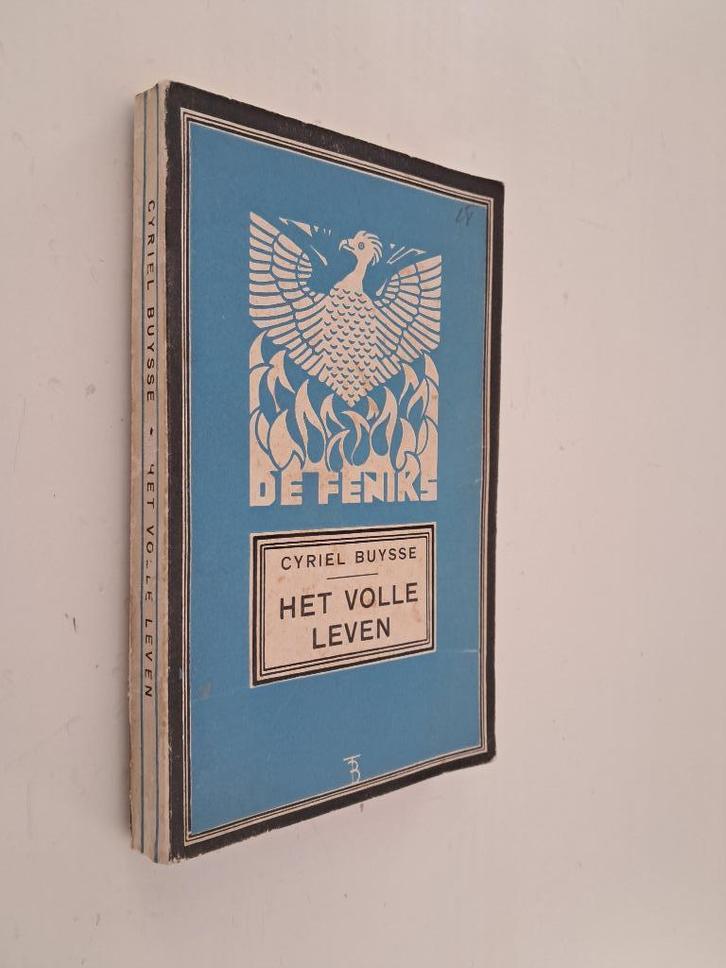 CYRIEL BUYSSE • HET VOLLE LEVEN
DE FENIKS
CYRIEL BUYSSE
HET VOLLE
LEVEN